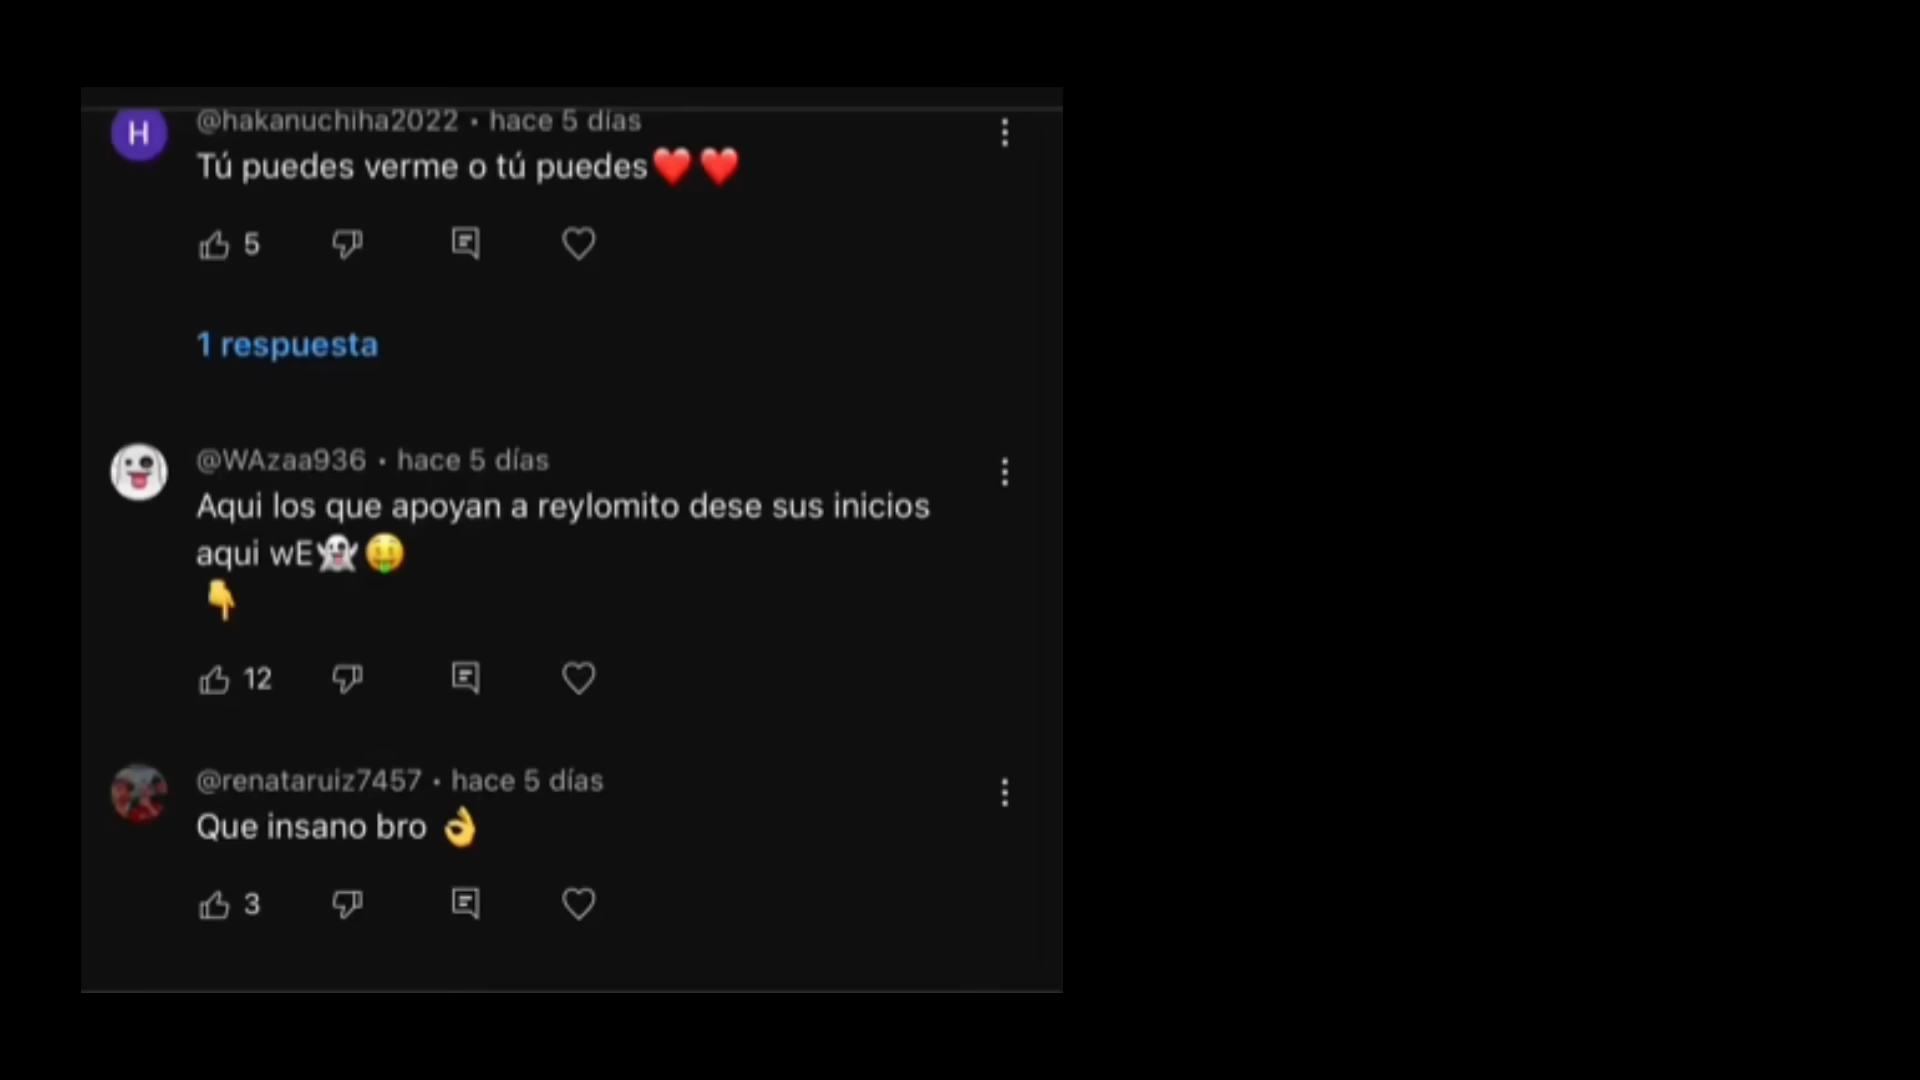 H
@hakanuchiha2022 • hace 5 días
Tú puedes verme o tú puedes❤️❤️
5
1 respuesta
@WAzaa936 • hace 5 días
Aqui los que apoyan a reylomito dese sus inicios
aqui wE👻🤑
👇
12
@renataruiz7457 • hace 5 días
Que insano bro 👌
3